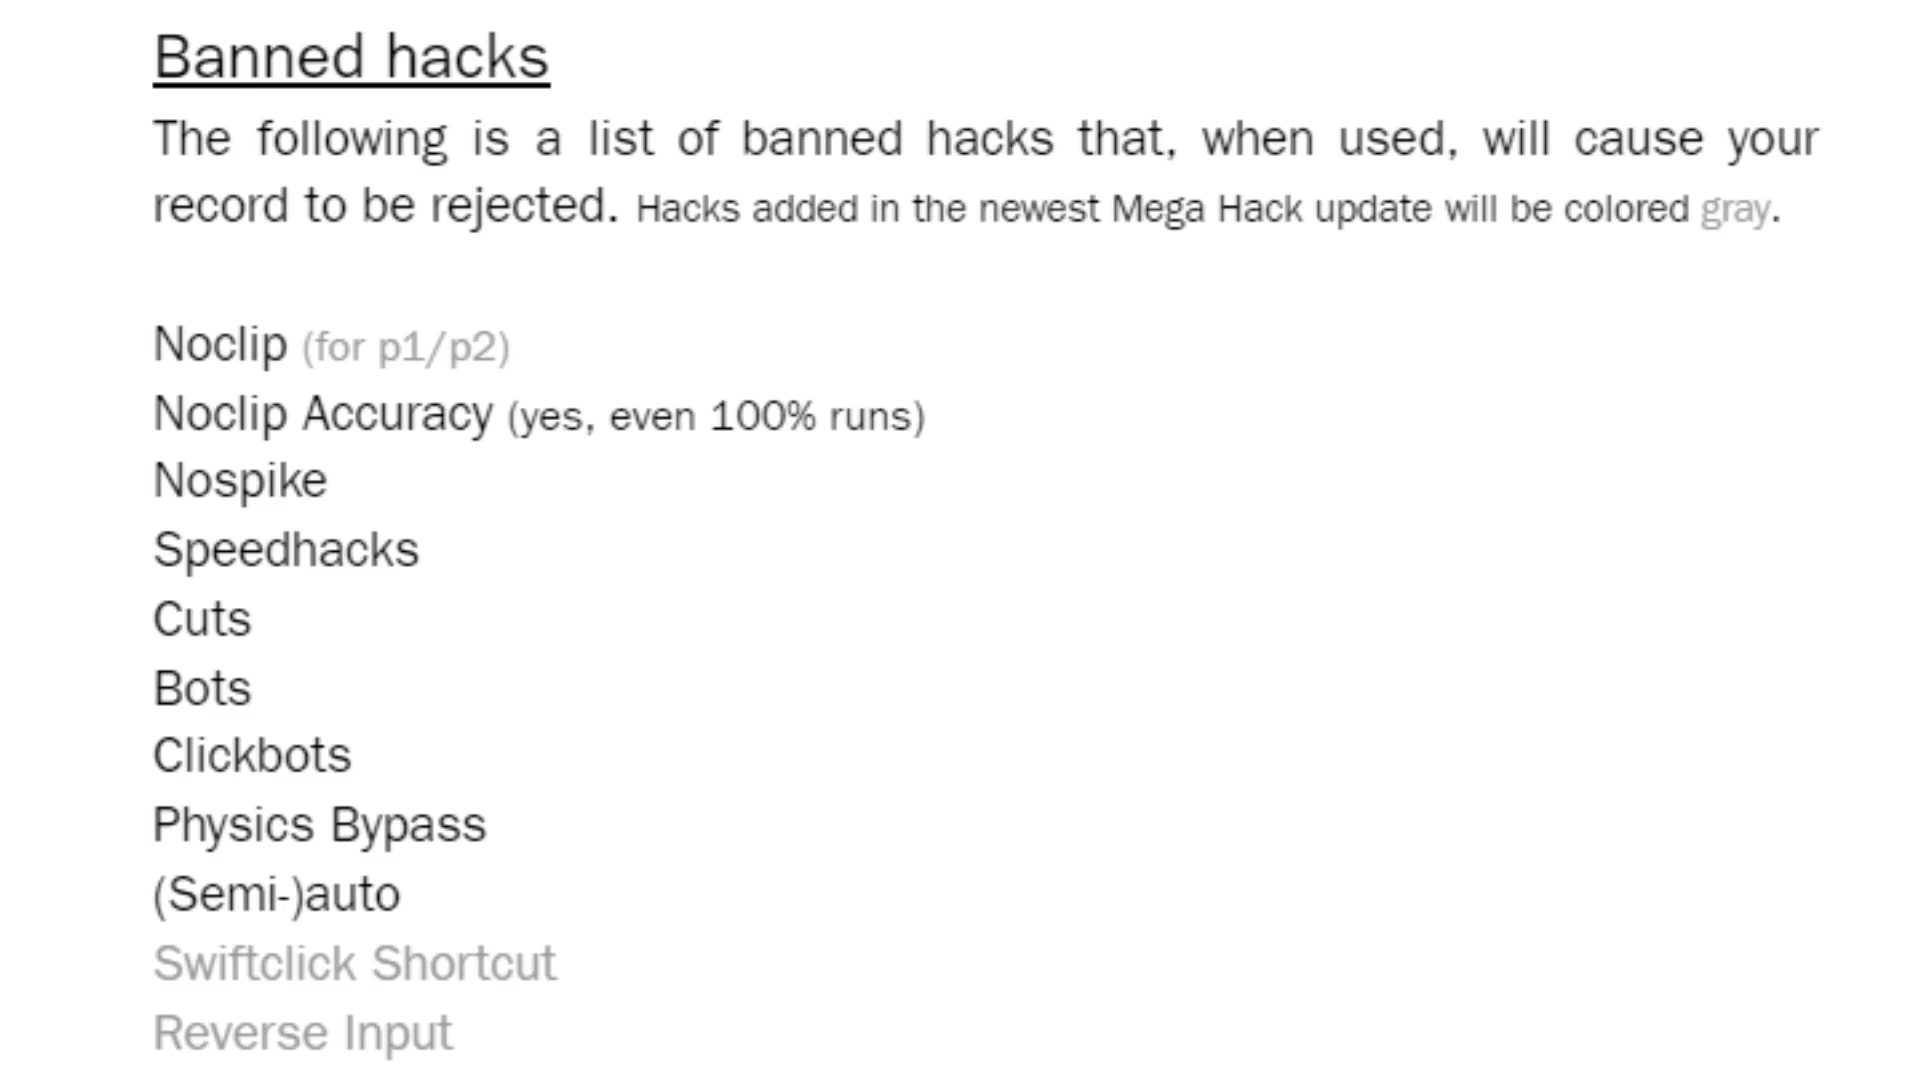 Banned hacks
The following is a list of banned hacks that, when used, will cause your
record to be rejected. Hacks added in the newest Mega Hack update will be colored gray.
Noclip (for p1/p2)
Noclip Accuracy (yes, even 100% runs)
Nospike
Speedhacks
Cuts
Bots
Clickbots
Physics Bypass
(Semi-)auto
Swiftclick Shortcut
Reverse Input